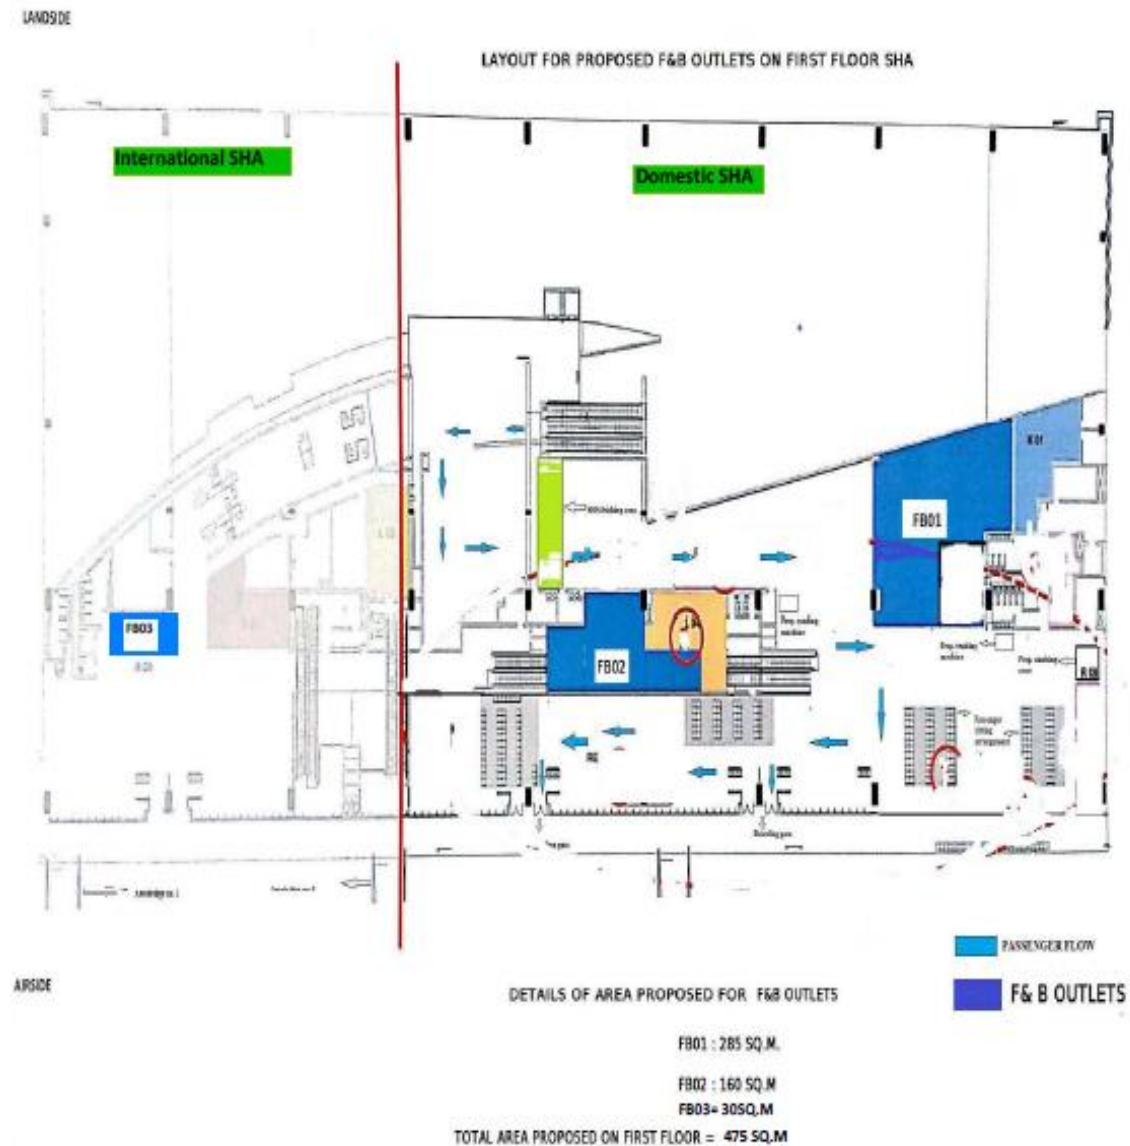 LANDSIDE
LAYOUT FOR PROPOSED F&B OUTLETS ON FIRST FLOOR SHA
International SHA
Domestic SHA
R 01
FB01
FB03
FB02
R 06
PASSENGER FLOW
F& B OUTLETS
AIRSIDE
DETAILS OF AREA PROPOSED FOR F&B OUTLETS
FB01 : 285 SQ.M.
FB02 : 160 SQ.M
FB03= 30SQ.M
TOTAL AREA PROPOSED ON FIRST FLOOR = 475 SQ.M